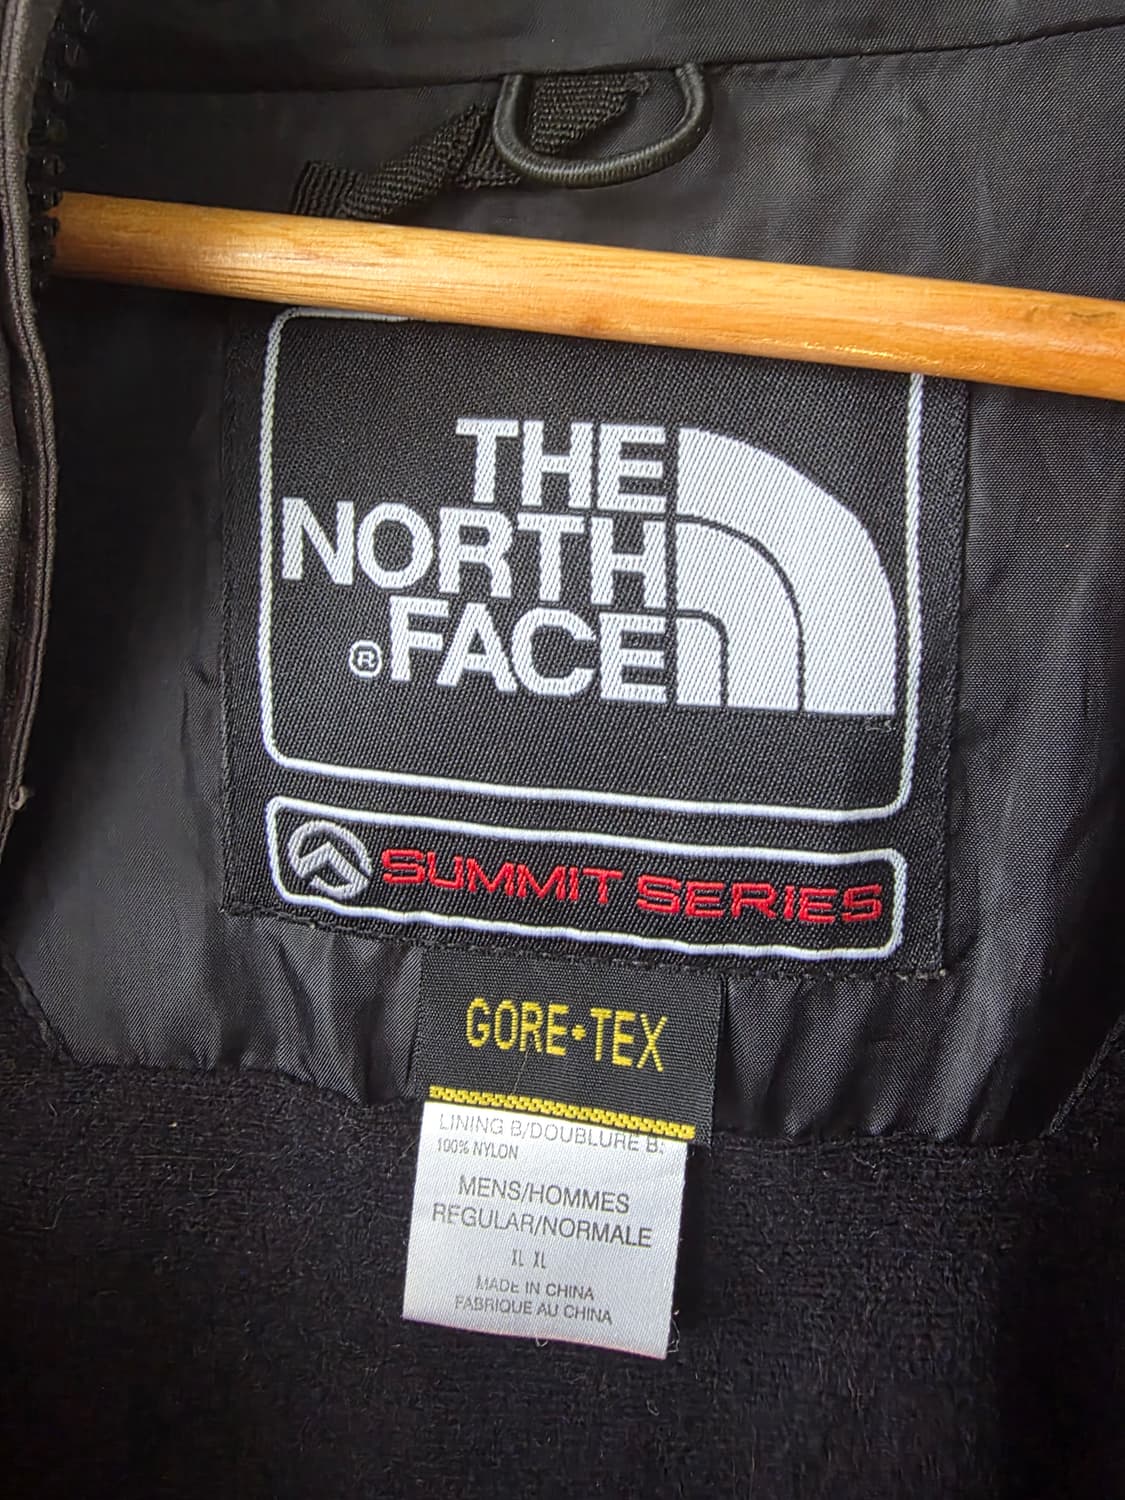 THE
NORTH
®FACE
SUMMIT SERIES
GORE•TEX
LINING B/DOUBLURE B:
100% NYLON
MENS/HOMMES
REGULAR/NORMALE
XL XL
MADE IN CHINA
FABRIQUE AU CHINA